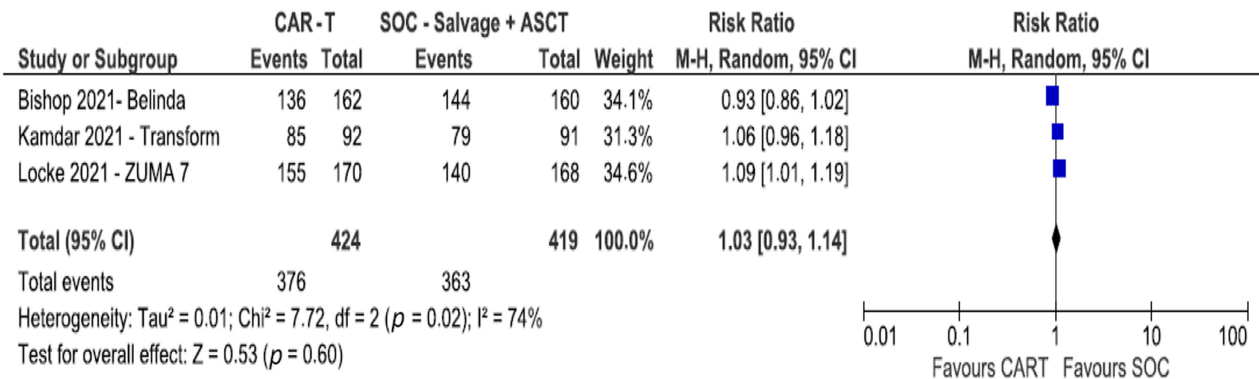 CAR -T SOC - Salvage + ASCT Risk Ratio Risk Ratio
Study or Subgroup Events Total Events Total Weight M-H, Random, 95% CI M-H, Random, 95% CI
Bishop 2021- Belinda 136 162 144 160 34.1% 0.93 [0.86, 1.02]
Kamdar 2021 - Transform 85 92 79 91 31.3% 1.06 [0.96, 1.18]
Locke 2021 - ZUMA 7 155 170 140 168 34.6% 1.09 [1.01, 1.19]
Total (95% CI) 424 419 100.0% 1.03 [0.93, 1.14]
Total events 376 363
Heterogeneity: Tau² = 0.01; Chi² = 7.72, df = 2 (p = 0.02); I² = 74%
Test for overall effect: Z = 0.53 (p = 0.60)
0.01 0.1 1 10 100
Favours CART Favours SOC